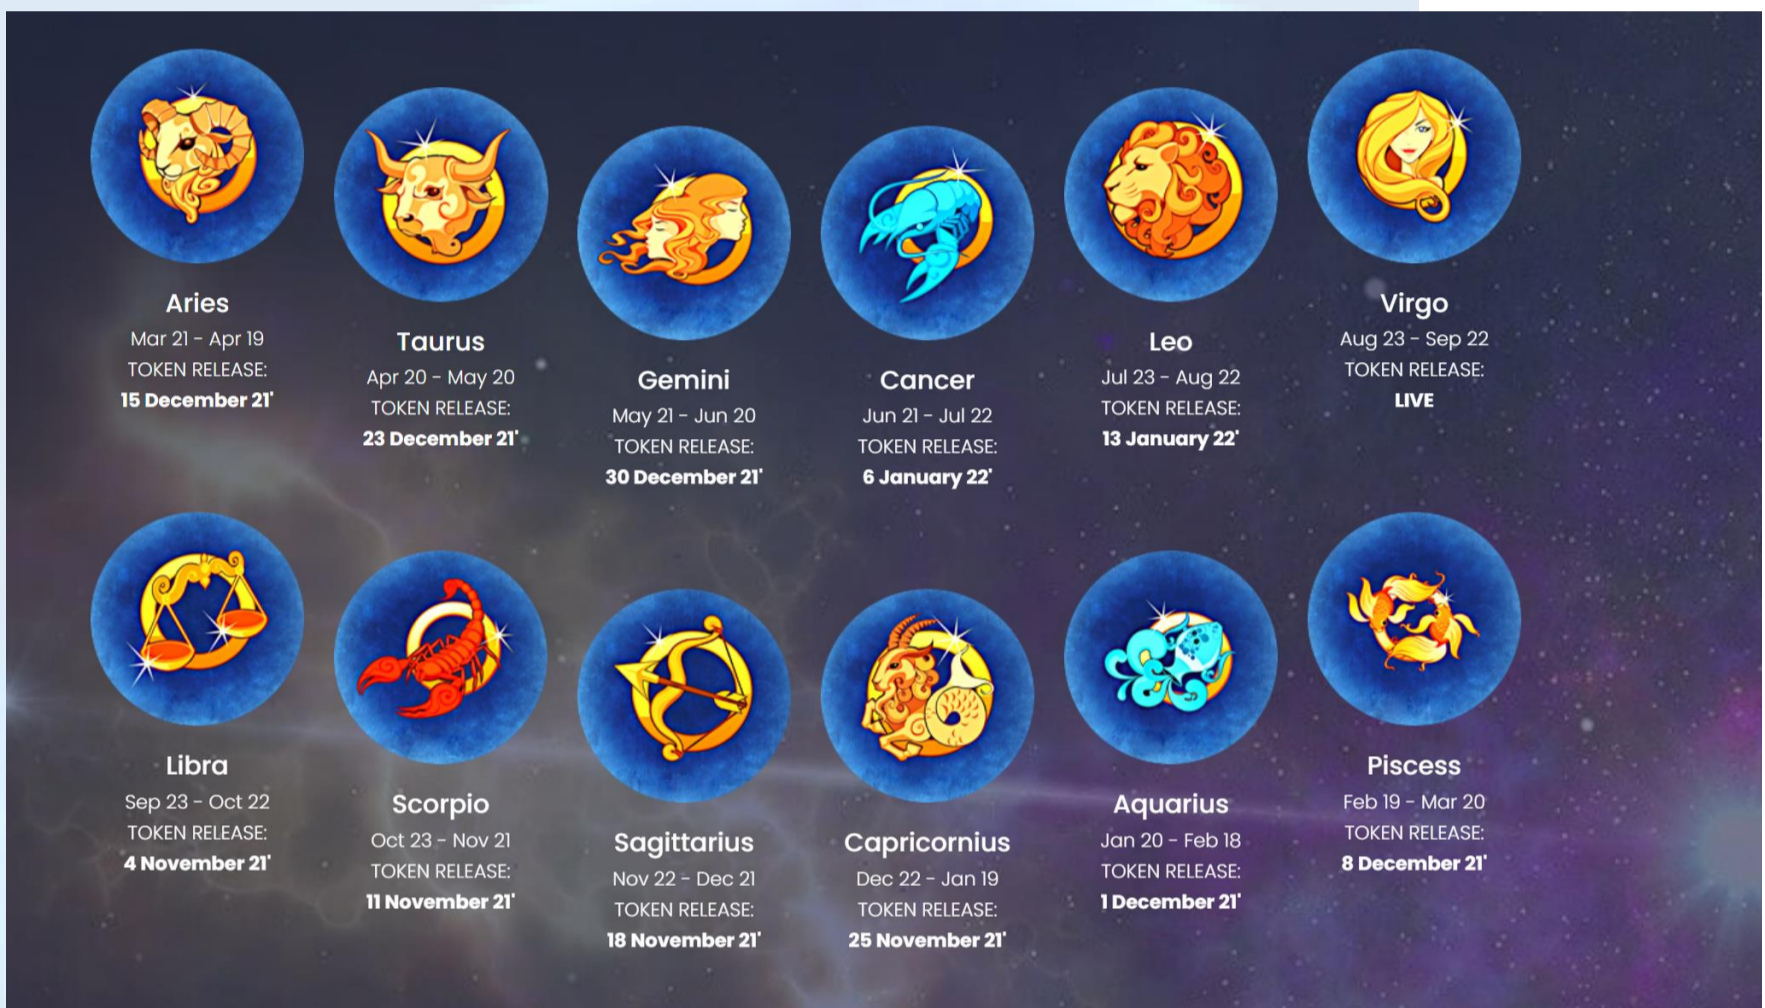 Aries
Mar 21 - Apr 19
TOKEN RELEASE:
15 December 21'
Taurus
Apr 20 - May 20
TOKEN RELEASE:
23 December 21'
Gemini
May 21 - Jun 20
TOKEN RELEASE:
30 December 21'
Cancer
Jun 21 - Jul 22
TOKEN RELEASE:
6 January 22'
Leo
Jul 23 - Aug 22
TOKEN RELEASE:
13 January 22'
Virgo
Aug 23 - Sep 22
TOKEN RELEASE:
LIVE
Libra
Sep 23 - Oct 22
TOKEN RELEASE:
4 November 21'
Scorpio
Oct 23 - Nov 21
TOKEN RELEASE:
11 November 21'
Sagittarius
Nov 22 - Dec 21
TOKEN RELEASE:
18 November 21'
Capricornius
Dec 22 - Jan 19
TOKEN RELEASE:
25 November 21'
Aquarius
Jan 20 - Feb 18
TOKEN RELEASE:
1 December 21'
Piscess
Feb 19 - Mar 20
TOKEN RELEASE:
8 December 21'